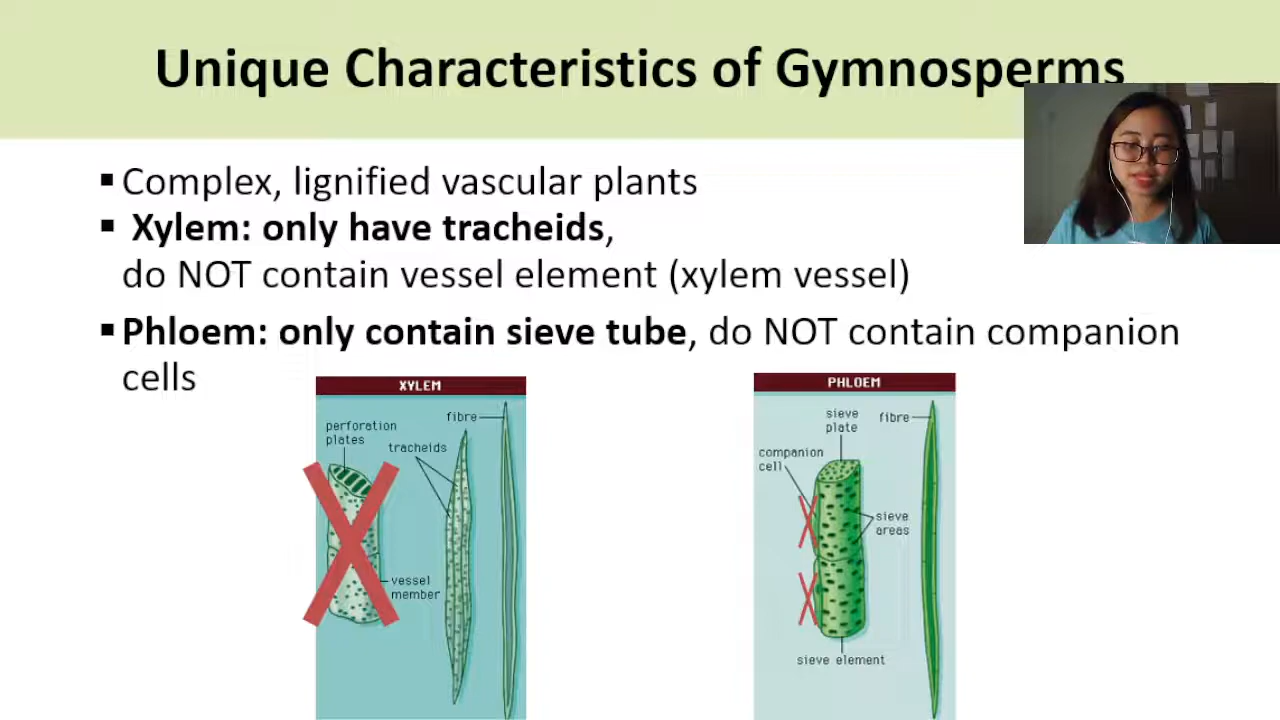 Unique Characteristics of Gymnosperms
▪ Complex, lignified vascular plants
▪ Xylem: only have tracheids,
do NOT contain vessel element (xylem vessel)
▪ Phloem: only contain sieve tube, do NOT contain companion
cells
XYLEM
fibre
perforation
plates
tracheids
vessel
member
PHLOEM
sieve
plate
fibre
companion
cell
sieve
areas
sieve element